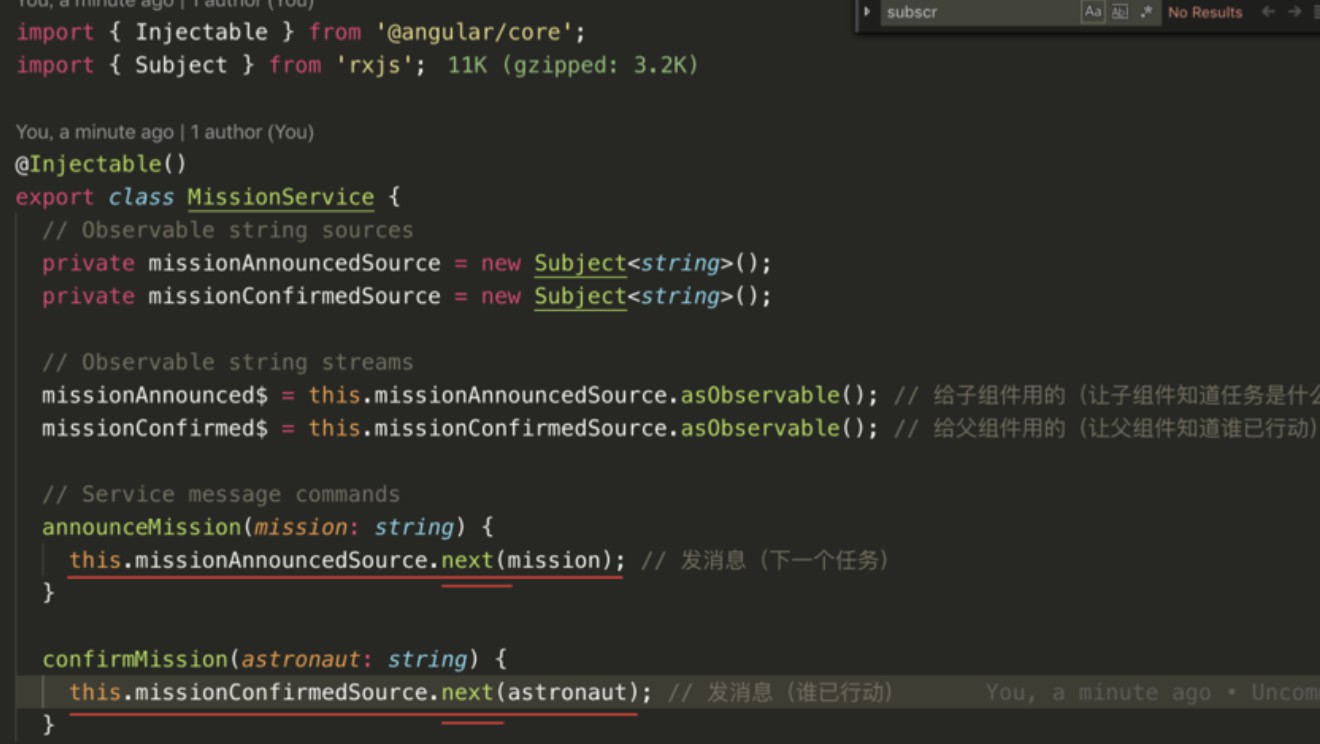 You, a minute ago | 1 author (You)
subscr Aa Ab .* No Results
import { Injectable } from '@angular/core';
import { Subject } from 'rxjs'; 11K (gzipped: 3.2K)
You, a minute ago | 1 author (You)
@Injectable()
export class MissionService {
// Observable string sources
private missionAnnouncedSource = new Subject<string>();
private missionConfirmedSource = new Subject<string>();
// Observable string streams
missionAnnounced$ = this.missionAnnouncedSource.asObservable(); // 给子组件用的（让子组件知道任务是什么
missionConfirmed$ = this.missionConfirmedSource.asObservable(); // 给父组件用的（让父组件知道谁已行动）
// Service message commands
announceMission(mission: string) {
this.missionAnnouncedSource.next(mission); // 发消息（下一个任务）
}
confirmMission(astronaut: string) {
this.missionConfirmedSource.next(astronaut); // 发消息（谁已行动） You, a minute ago • Uncom
}